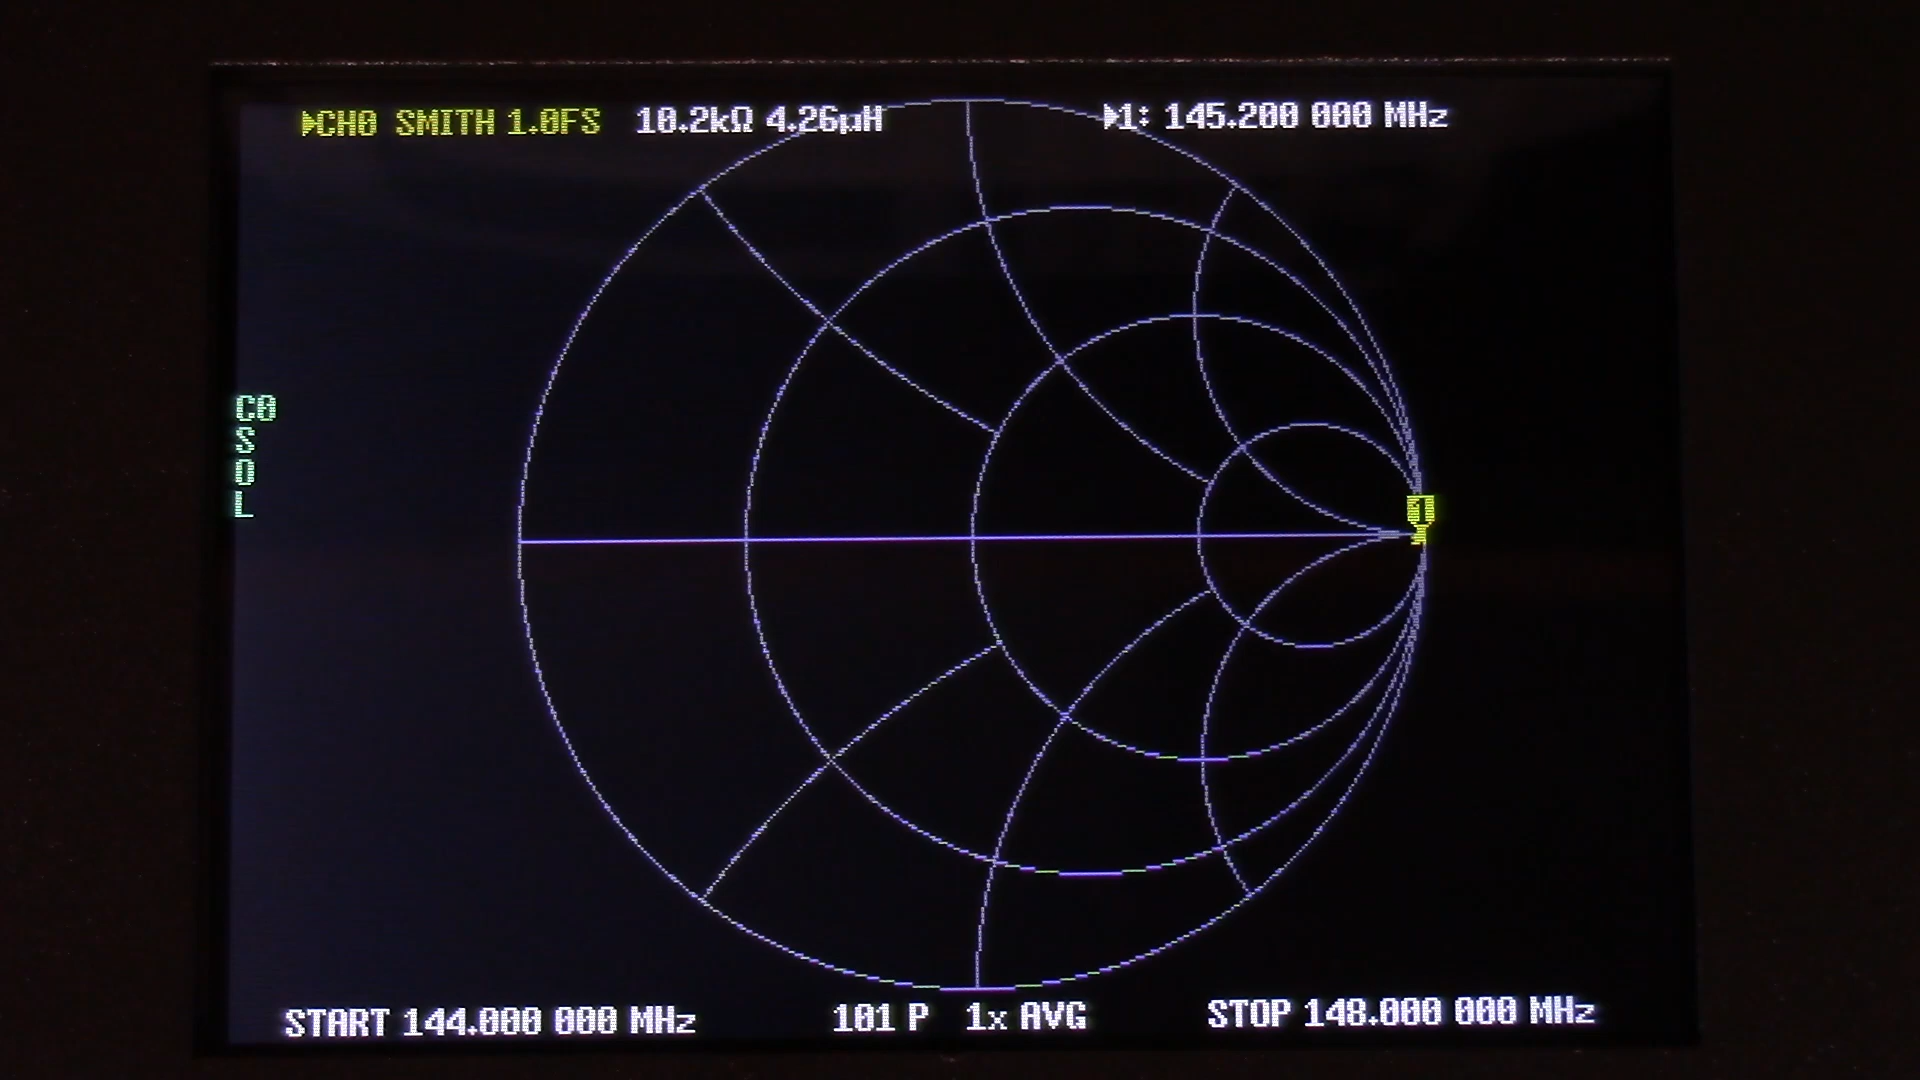 ▶CH0 SMITH 1.0FS 10.2kΩ 4.26µH ▶1: 145.200 000 MHz
C0
S
O
L
1
START 144.000 000 MHz 101 P 1x AVG STOP 148.000 000 MHz